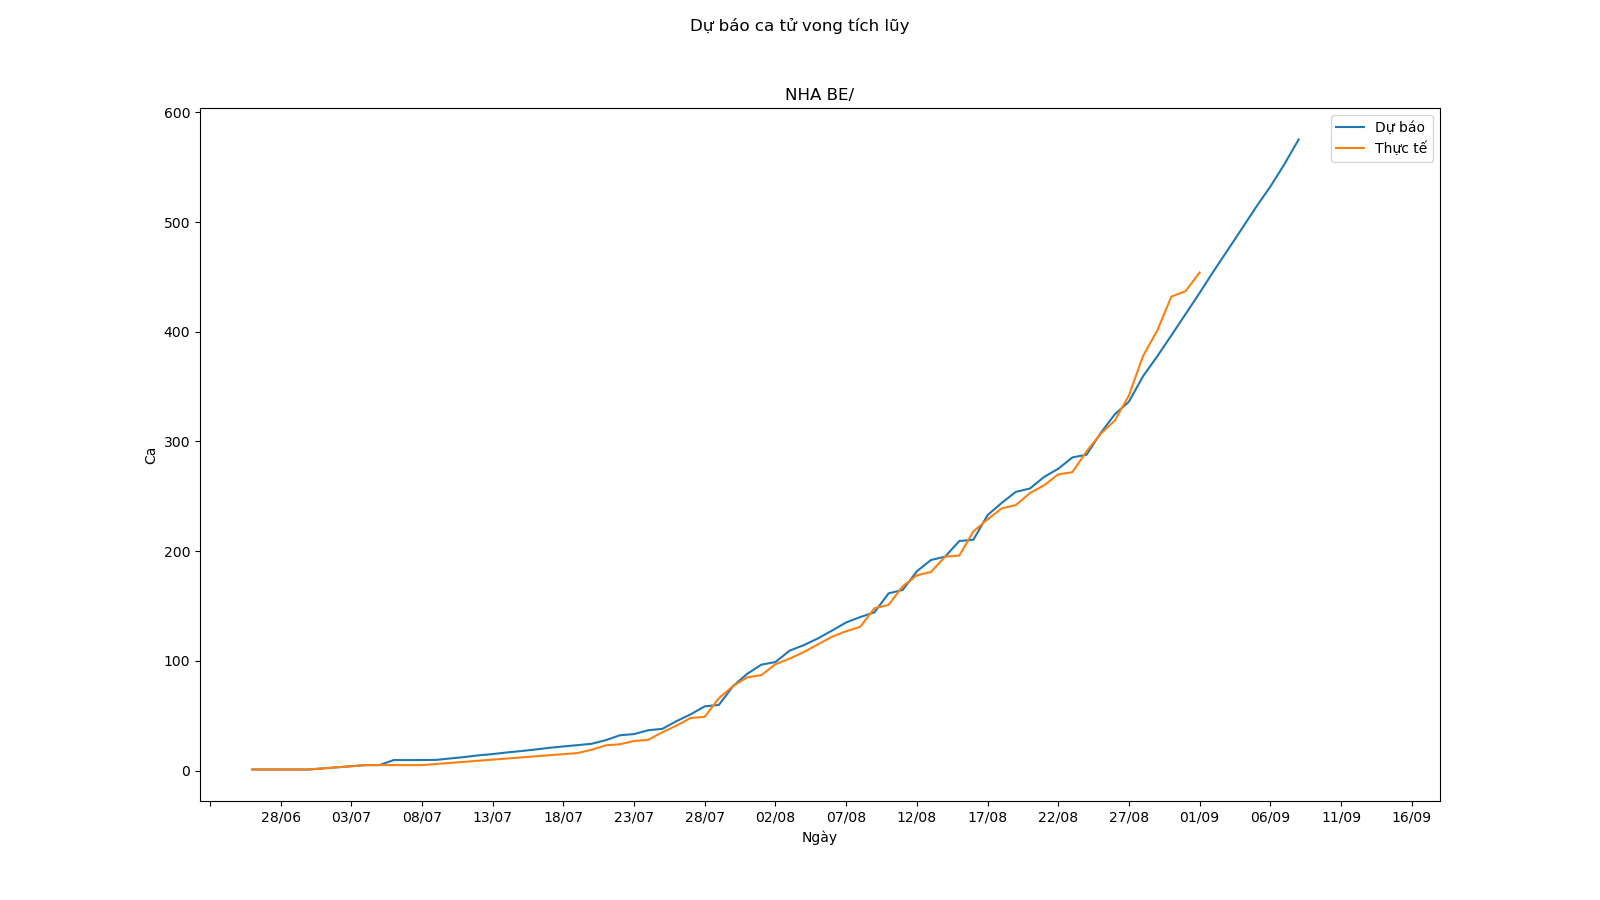 Dự báo ca tử vong tích lũy
NHA BE/
600
500
400
300
200
100
0
Ca
Dự báo
Thực tế
28/06 03/07 08/07 13/07 18/07 23/07 28/07 02/08 07/08 12/08 17/08 22/08 27/08 01/09 06/09 11/09 16/09
Ngày